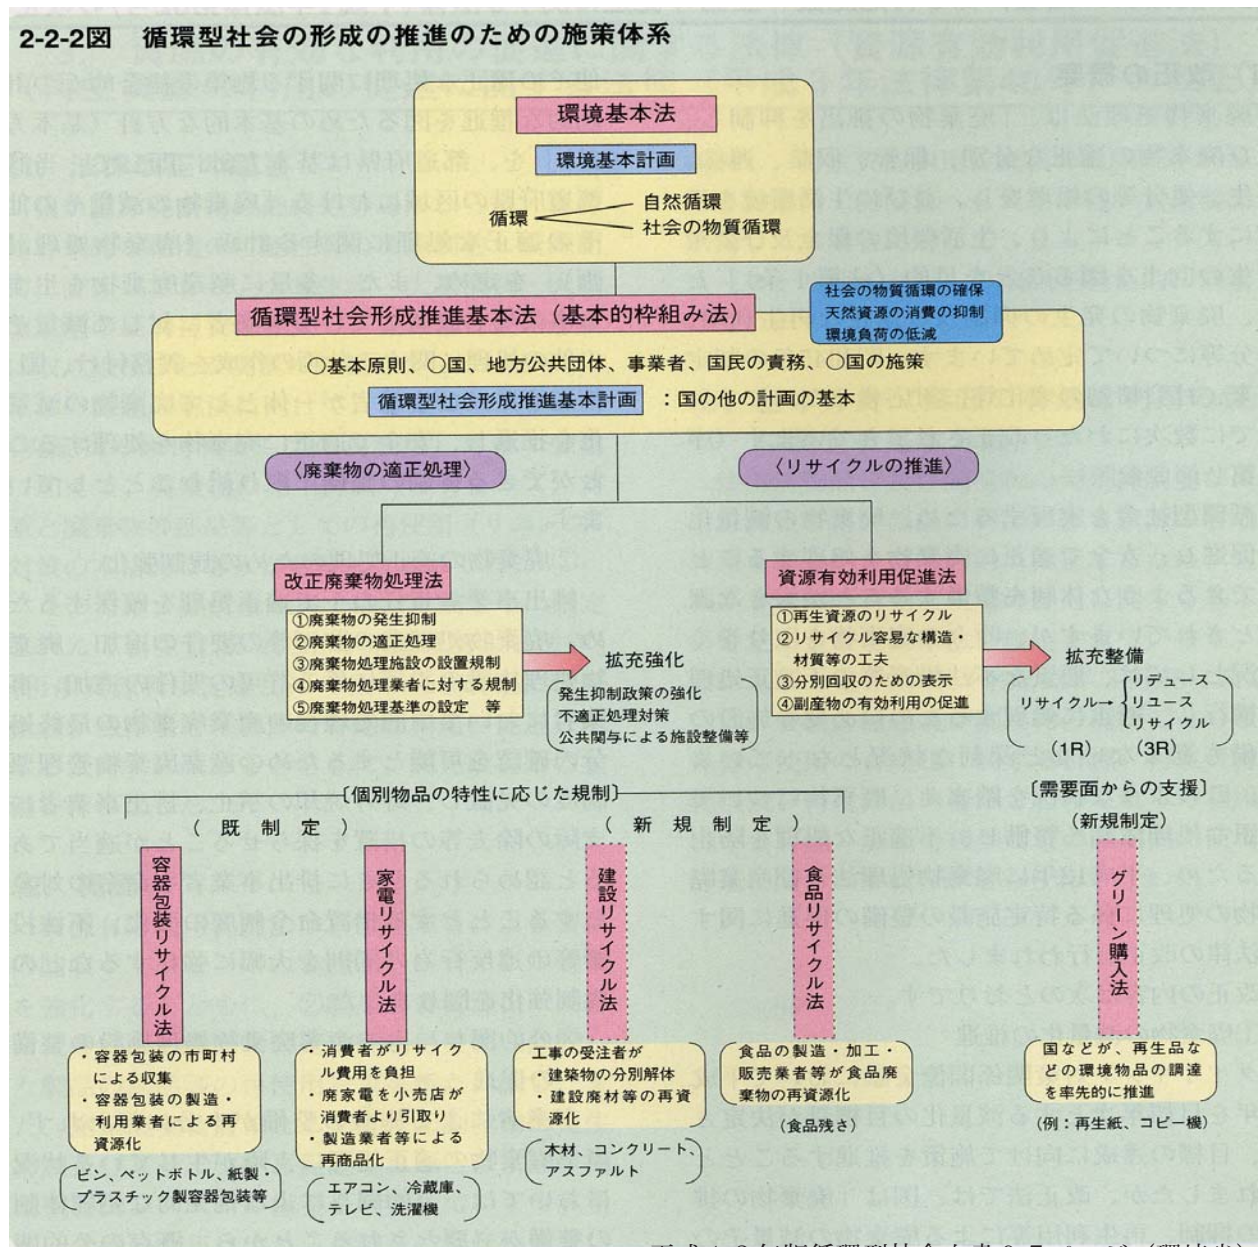 2-2-2図 循環型社会の形成の推進のための施策体系
環境基本法
環境基本計画
循環
自然循環
社会の物質循環
循環型社会形成推進基本法（基本的枠組み法）
社会の物質循環の確保
天然資源の消費の抑制
環境負荷の低減
○基本原則、○国、地方公共団体、事業者、国民の責務、○国の施策
循環型社会形成推進基本計画 ：国の他の計画の基本
〈廃棄物の適正処理〉
〈リサイクルの推進〉
改正廃棄物処理法
①廃棄物の発生抑制
②廃棄物の適正処理
③廃棄物処理施設の設置規制
④廃棄物処理業者に対する規制
⑤廃棄物処理基準の設定 等
拡充強化
発生抑制政策の強化
不適正処理対策
公共関与による施設整備等
資源有効利用促進法
①再生資源のリサイクル
②リサイクル容易な構造・
材質等の工夫
③分別回収のための表示
④副産物の有効利用の促進
拡充整備
リサイクル→
リデュース
リユース
リサイクル
（1R） （3R）
〔個別物品の特性に応じた規制〕
（既制定）
（新規制定）
〔需要面からの支援〕
（新規制定）
容器包装リサイクル法
・容器包装の市町村
による収集
・容器包装の製造・
利用業者による再
資源化
ビン、ペットボトル、紙製・
プラスチック製容器包装等
家電リサイクル法
・消費者がリサイク
ル費用を負担
・廃家電を小売店が
消費者より引取り
・製造業者等による
再商品化
エアコン、冷蔵庫、
テレビ、洗濯機
建設リサイクル法
工事の受注者が
・建築物の分別解体
・建設廃材等の再資
源化
木材、コンクリート、
アスファルト
食品リサイクル法
食品の製造・加工・
販売業者等が食品廃
棄物の再資源化
（食品残さ）
グリーン購入法
国などが、再生品な
どの環境物品の調達
を率先的に推進
（例：再生紙、コピー機）